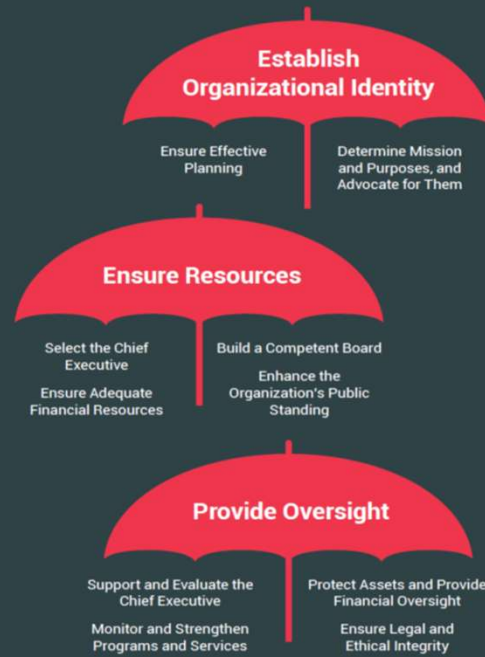 Establish
Organizational Identity
Ensure Effective
Planning
Determine Mission
and Purposes, and
Advocate for Them
Ensure Resources
Select the Chief
Executive
Ensure Adequate
Financial Resources
Build a Competent Board
Enhance the
Organization's Public
Standing
Provide Oversight
Support and Evaluate the
Chief Executive
Monitor and Strengthen
Programs and Services
Protect Assets and Provide
Financial Oversight
Ensure Legal and
Ethical Integrity